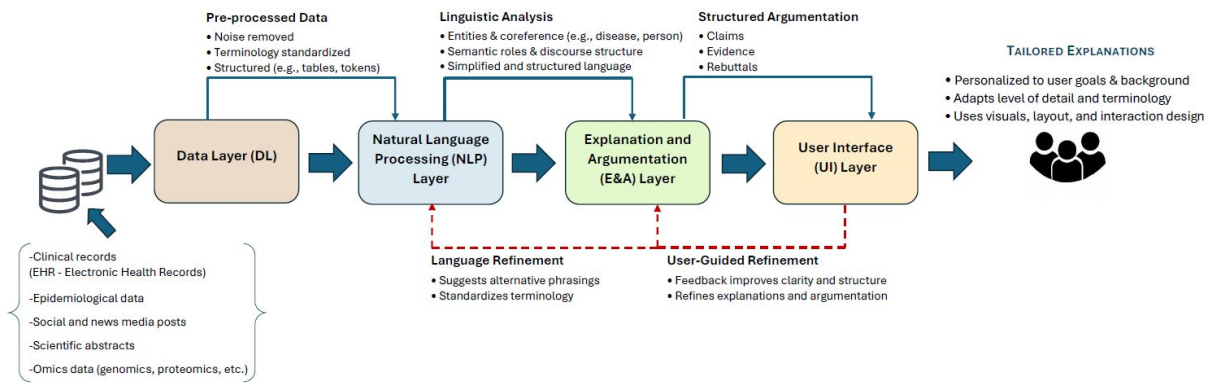 Pre-processed Data
• Noise removed
• Terminology standardized
• Structured (e.g., tables, tokens)
Linguistic Analysis
• Entities & coreference (e.g., disease, person)
• Semantic roles & discourse structure
• Simplified and structured language
Structured Argumentation
• Claims
• Evidence
• Rebuttals
TAILORED EXPLANATIONS
• Personalized to user goals & background
• Adapts level of detail and terminology
• Uses visuals, layout, and interaction design
Data Layer (DL)
Natural Language
Processing (NLP)
Layer
Explanation and
Argumentation
(E&A) Layer
User Interface
(UI) Layer
Language Refinement
• Suggests alternative phrasings
• Standardizes terminology
User-Guided Refinement
• Feedback improves clarity and structure
• Refines explanations and argumentation
-Clinical records
(EHR - Electronic Health Records)
-Epidemiological data
-Social and news media posts
-Scientific abstracts
-Omics data (genomics, proteomics, etc.)